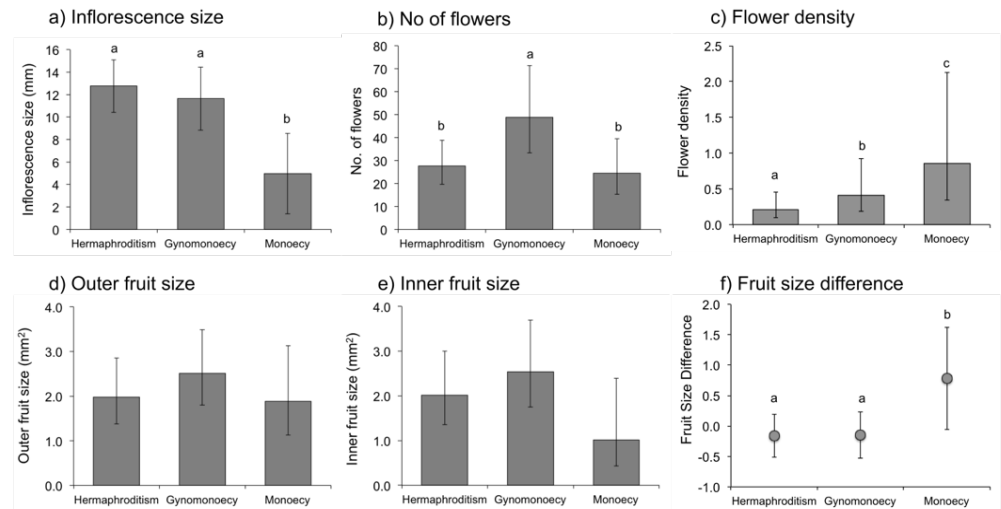 a) Inflorescence size
Inflorescence size (mm)
16
14
12
10
8
6
4
2
0
a
a
b
Hermaphroditism Gynomonoecy Monoecy
b) No of flowers
No. of flowers
80
70
60
50
40
30
20
10
0
b
a
b
Hermaphroditism Gynomonoecy Monoecy
c) Flower density
Flower density
2.5
2.0
1.5
1.0
0.5
0.0
a
b
c
Hermaphroditism Gynomonoecy Monoecy
d) Outer fruit size
Outer fruit size (mm²)
4.0
3.0
2.0
1.0
0.0
Hermaphroditism Gynomonoecy Monoecy
e) Inner fruit size
Inner fruit size (mm²)
4.0
3.0
2.0
1.0
0.0
Hermaphroditism Gynomonoecy Monoecy
f) Fruit size difference
Fruit Size Difference
2.0
1.5
1.0
0.5
0.0
-0.5
-1.0
a
a
b
Hermaphroditism Gynomonoecy Monoecy